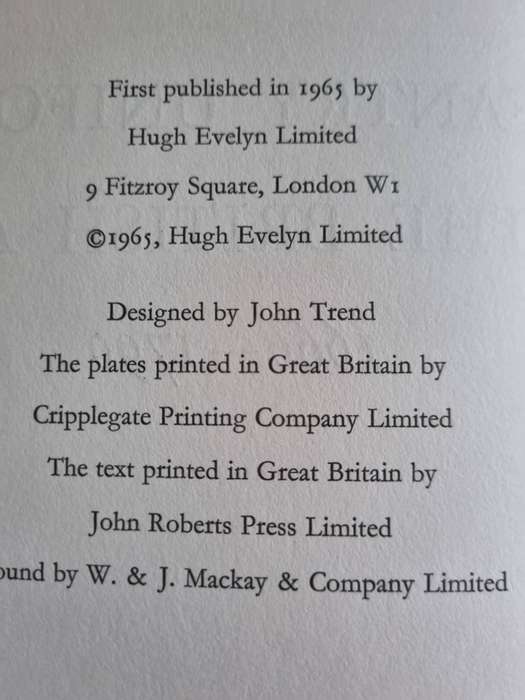 First published in 1965 by
Hugh Evelyn Limited
9 Fitzroy Square, London W1
©1965, Hugh Evelyn Limited
Designed by John Trend
The plates printed in Great Britain by
Cripplegate Printing Company Limited
The text printed in Great Britain by
John Roberts Press Limited
ound by W. & J. Mackay & Company Limited